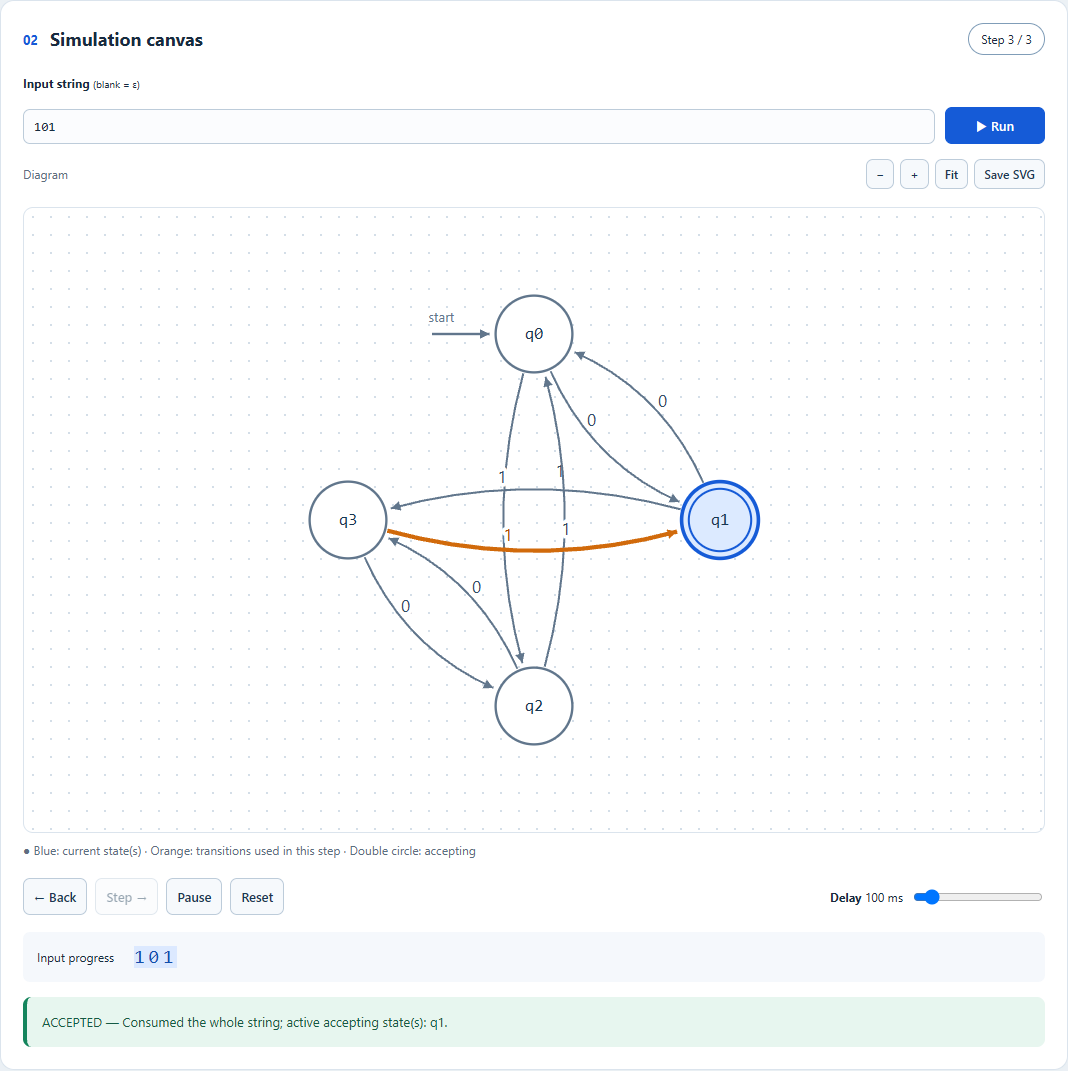 02 Simulation canvas
Step 3 / 3
Input string (blank = ε)
101
▶ Run
Diagram
−
+
Fit
Save SVG
start
q0
0
0
1
1
q3
q1
1
1
0
0
q2
● Blue: current state(s) · Orange: transitions used in this step · Double circle: accepting
← Back
Step →
Pause
Reset
Delay 100 ms
Input progress 101
ACCEPTED — Consumed the whole string; active accepting state(s): q1.